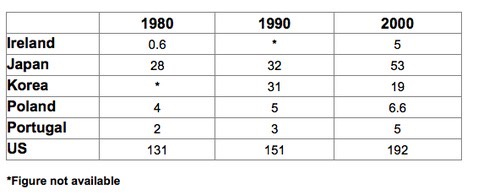 1980 1990 2000
Ireland 0.6 * 5
Japan 28 32 53
Korea * 31 19
Poland 4 5 6.6
Portugal 2 3 5
US 131 151 192
*Figure not available